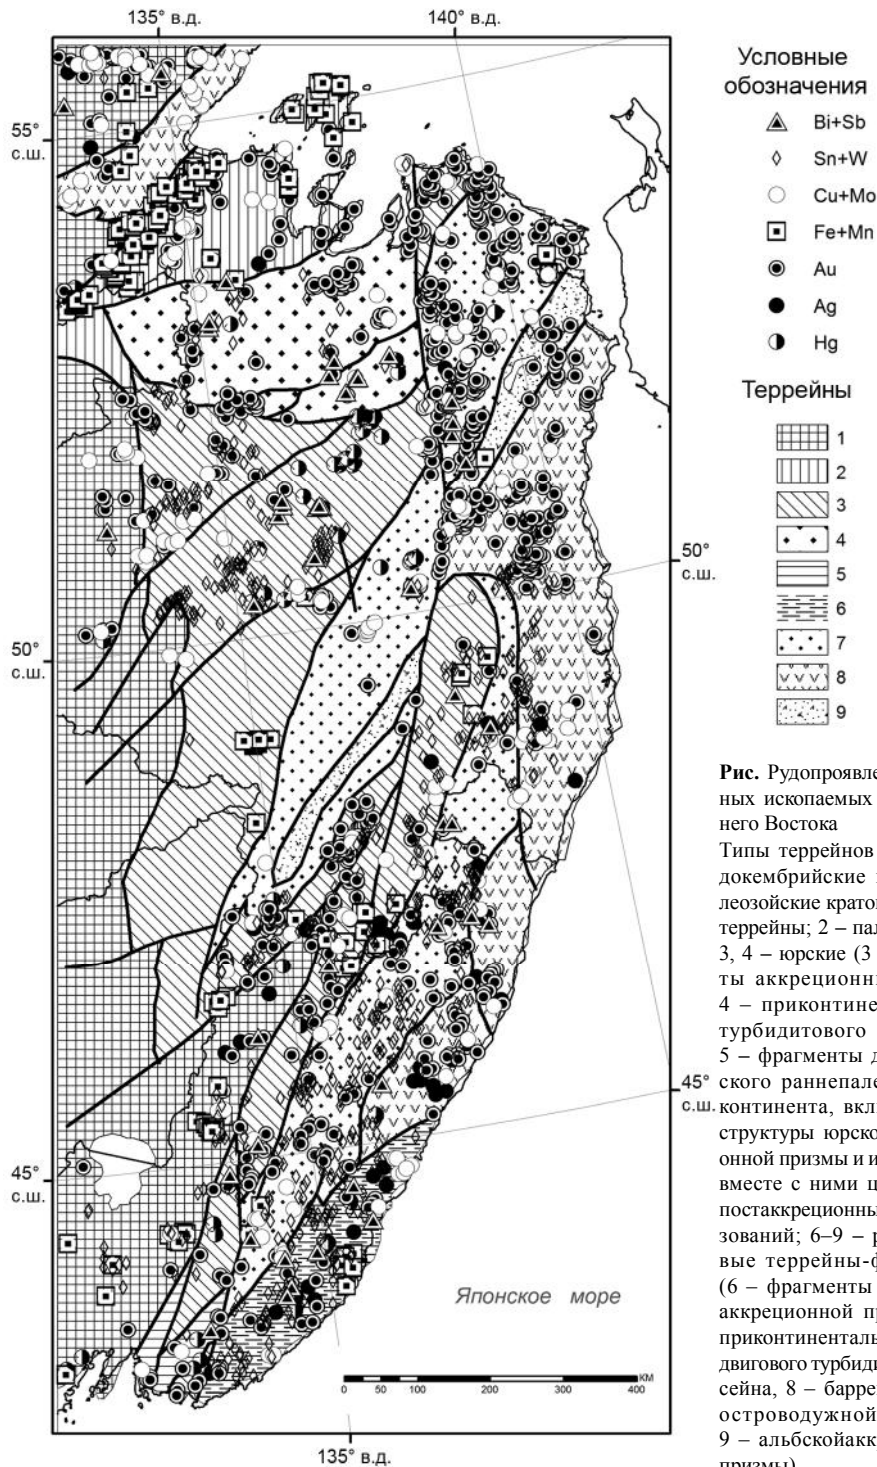 135° в.д.
140° в.д.
55°
с.ш.
50°
с.ш.
50°
с.ш.
45°
с.ш.
45°
с.ш.
Японское море
км
0 50 100 200 300 400
135° в.д.
Условные
обозначения
Bi+Sb
Sn+W
Cu+Mo
Fe+Mn
Au
Ag
Hg
Террейны
1
2
3
4
5
6
7
8
9
Рис. Рудопроявле
ных ископаемых
него Востока
Типы террейнов
докембрийские
леозойские крато
террейны; 2 – пал
3, 4 – юрские (3
ты аккреционн
4 – приконтине
турбидитового
5 – фрагменты д
ского раннепале
континента, вкл
структуры юрско
онной призмы и и
вместе с ними ц
постаккреционны
зований; 6–9 – р
вые террейны-ф
(6 – фрагменты
аккреционной пр
приконтиненталь
двигового турбиди
сейна, 8 – барре
островодужной
9 – альбскойакк
призмы)